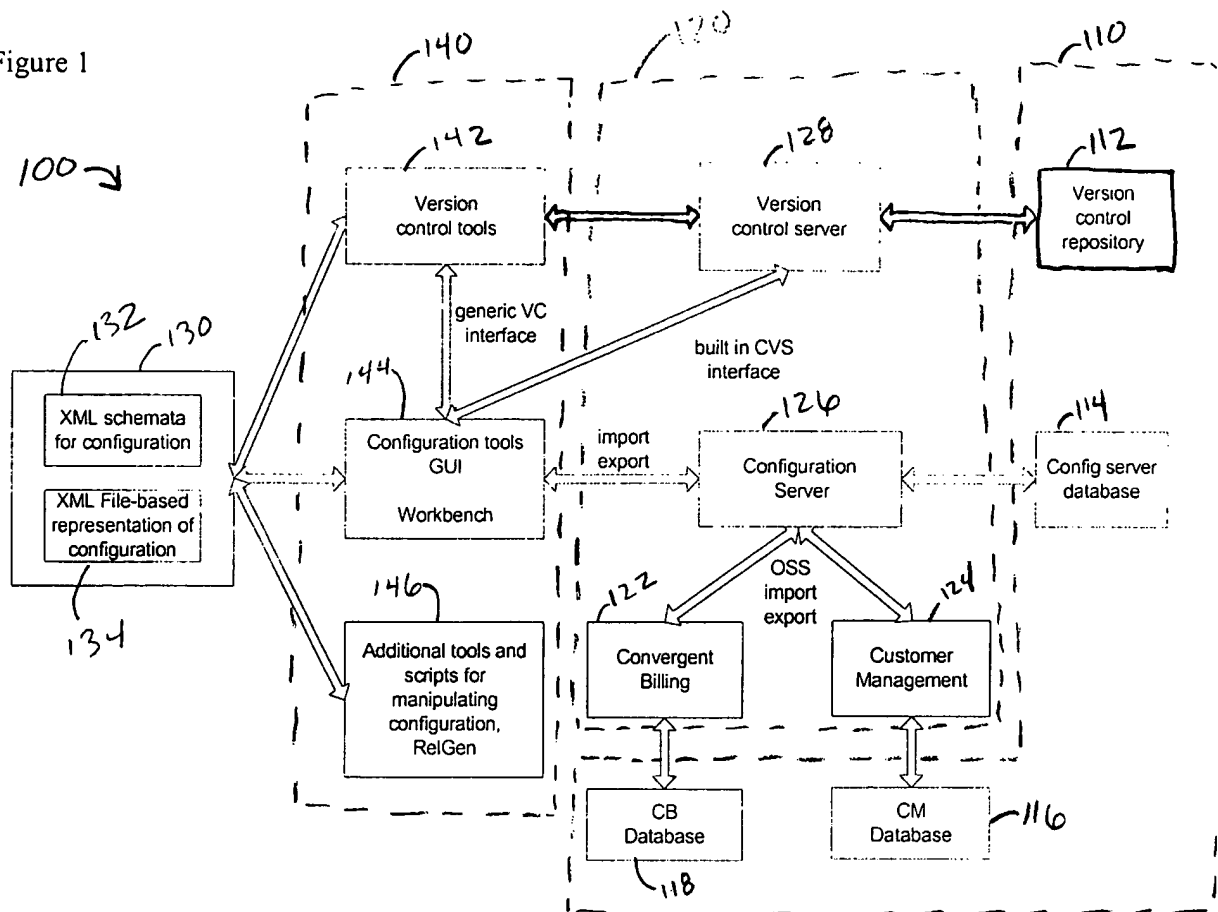 Figure 1
140
120
110
100
142
Version
control tools
128
Version
control server
112
Version
control
repository
generic VC
interface
built in CVS
interface
132
130
XML schemata
for configuration
XML File-based
representation of
configuration
134
144
Configuration tools
GUI
Workbench
import
export
126
Configuration
Server
114
Config server
database
OSS
import
export
146
Additional tools and
scripts for
manipulating
configuration,
RelGen
122
Convergent
Billing
124
Customer
Management
CB
Database
118
CM
Database
116